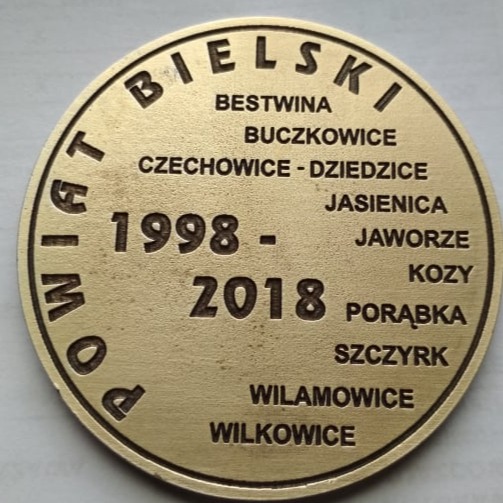 POWIAT BIELSKI
BESTWINA
BUCZKOWICE
CZECHOWICE - DZIEDZICE
JASIENICA
1998 -
JAWORZE
KOZY
2018
PORĄBKA
SZCZYRK
WILAMOWICE
WILKOWICE